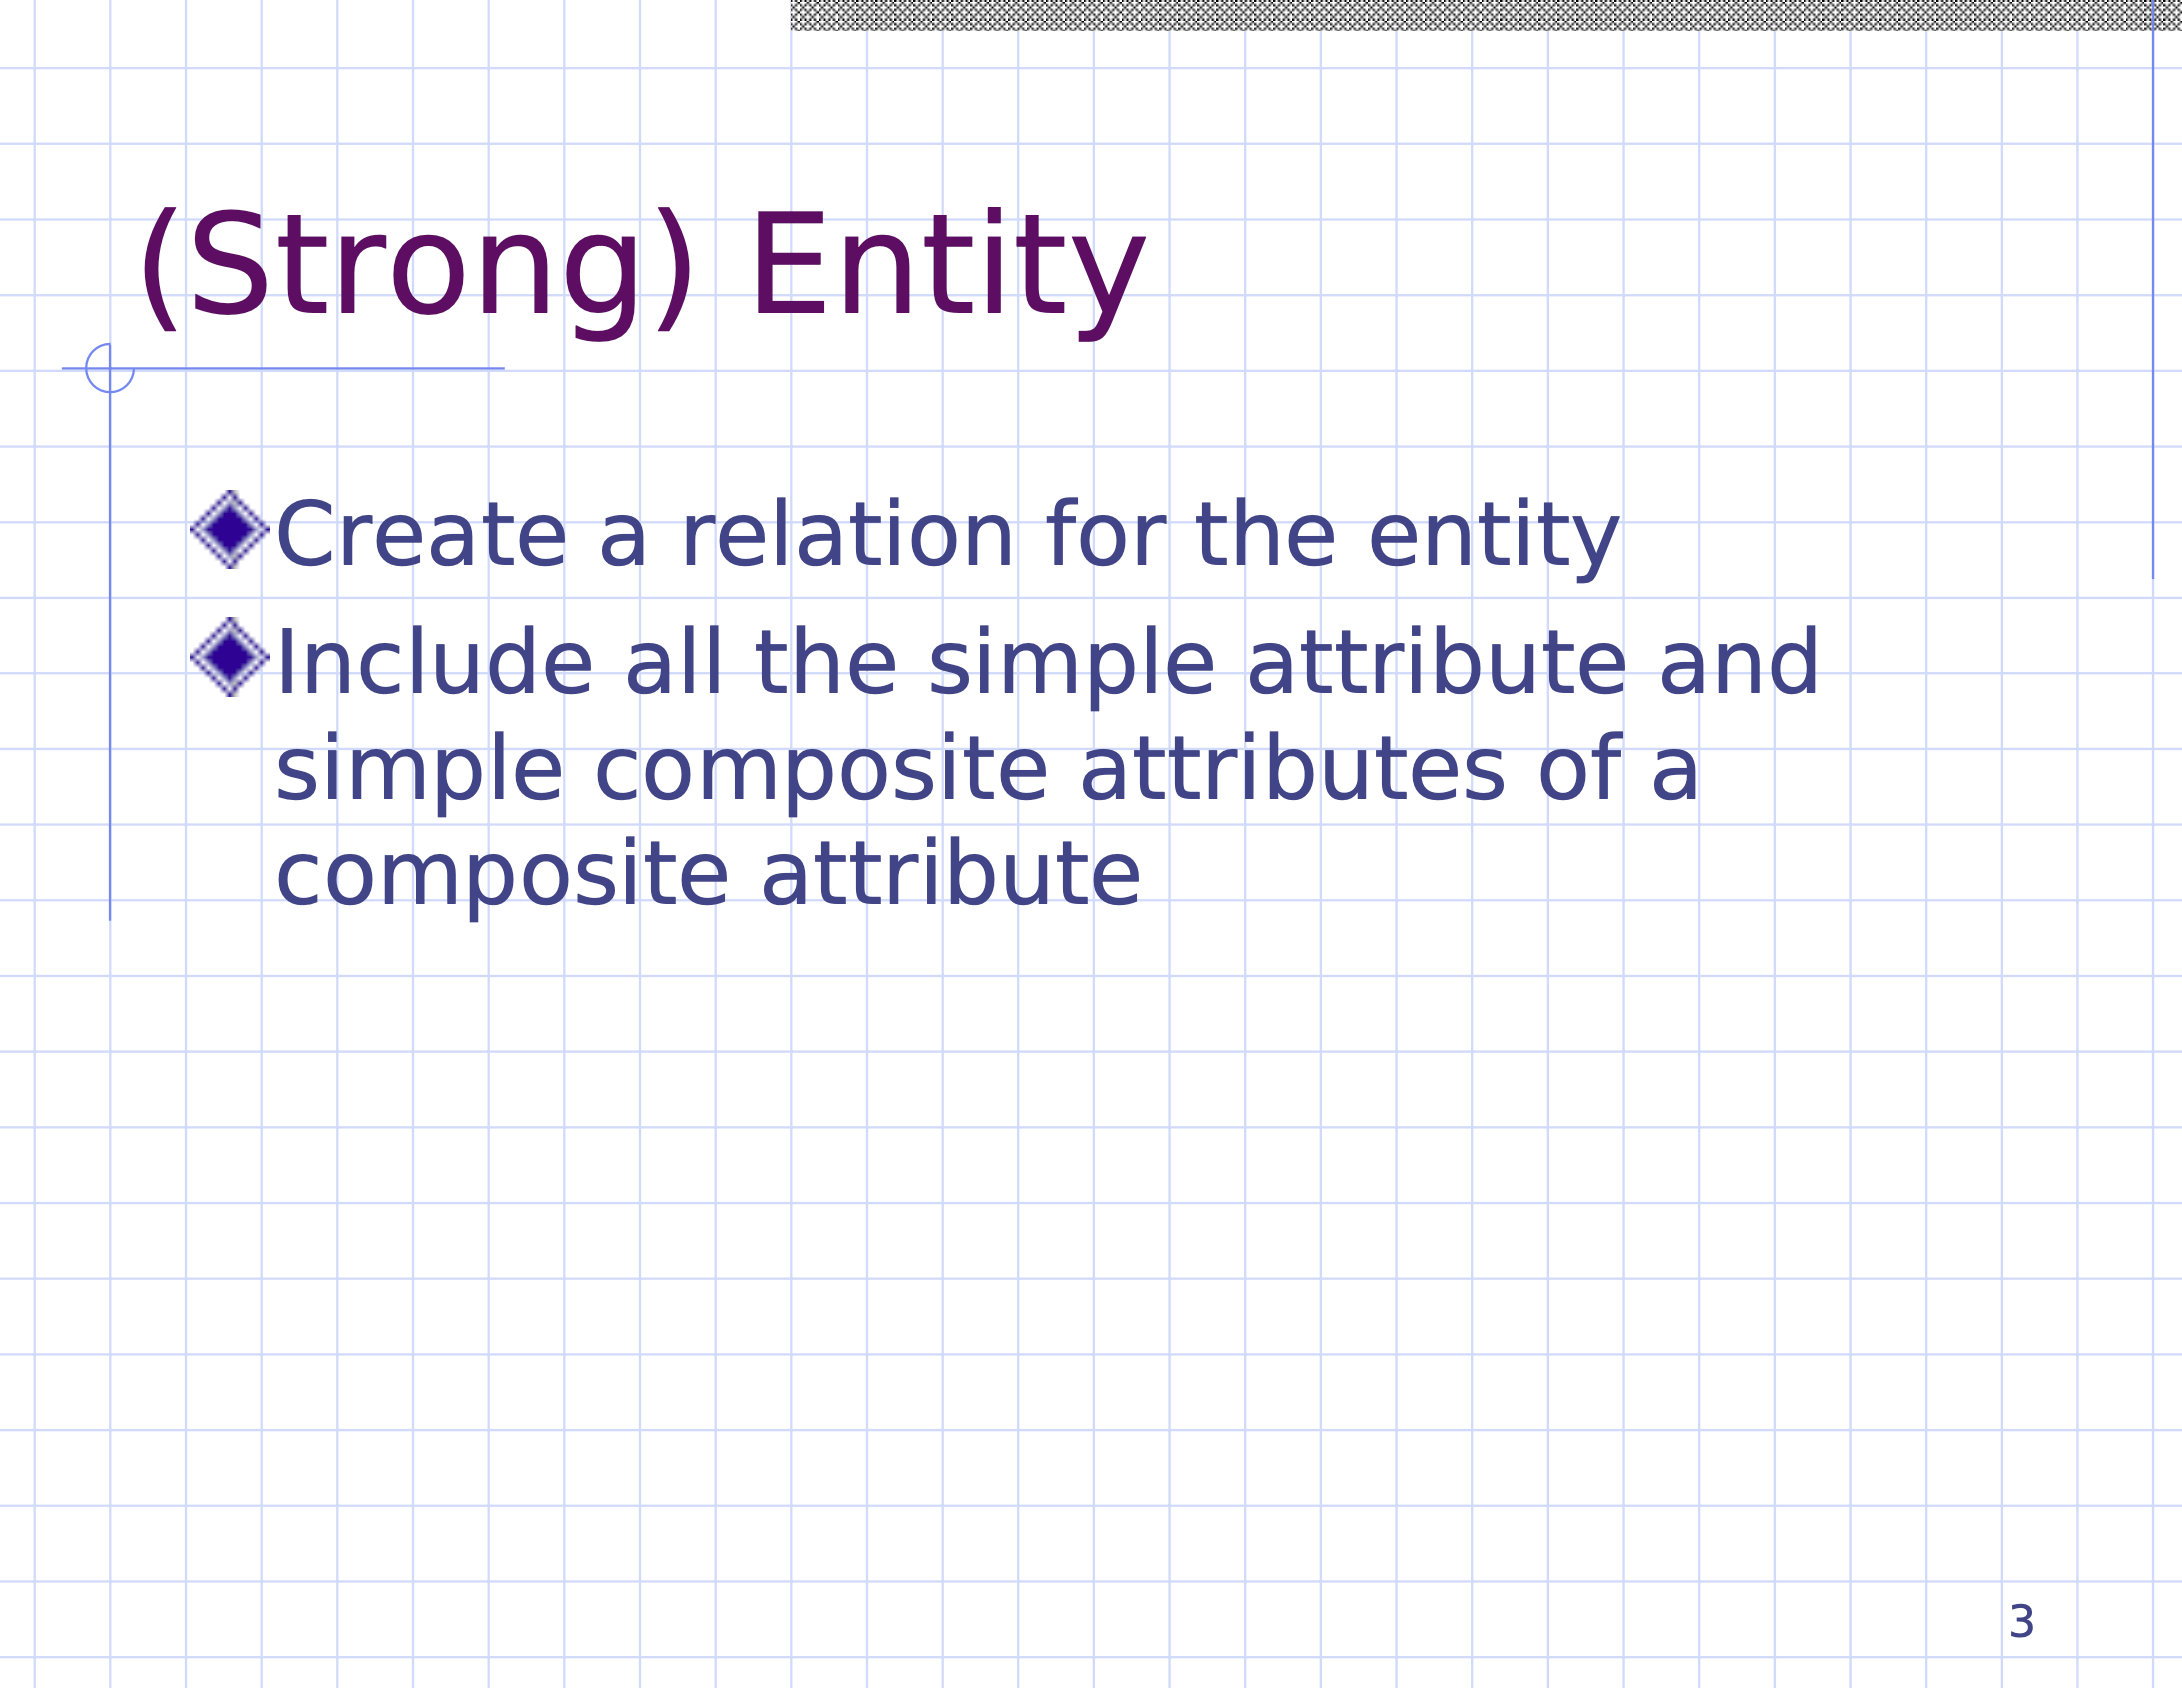 (Strong) Entity
Create a relation for the entity
Include all the simple attribute and
simple composite attributes of a
composite attribute
3